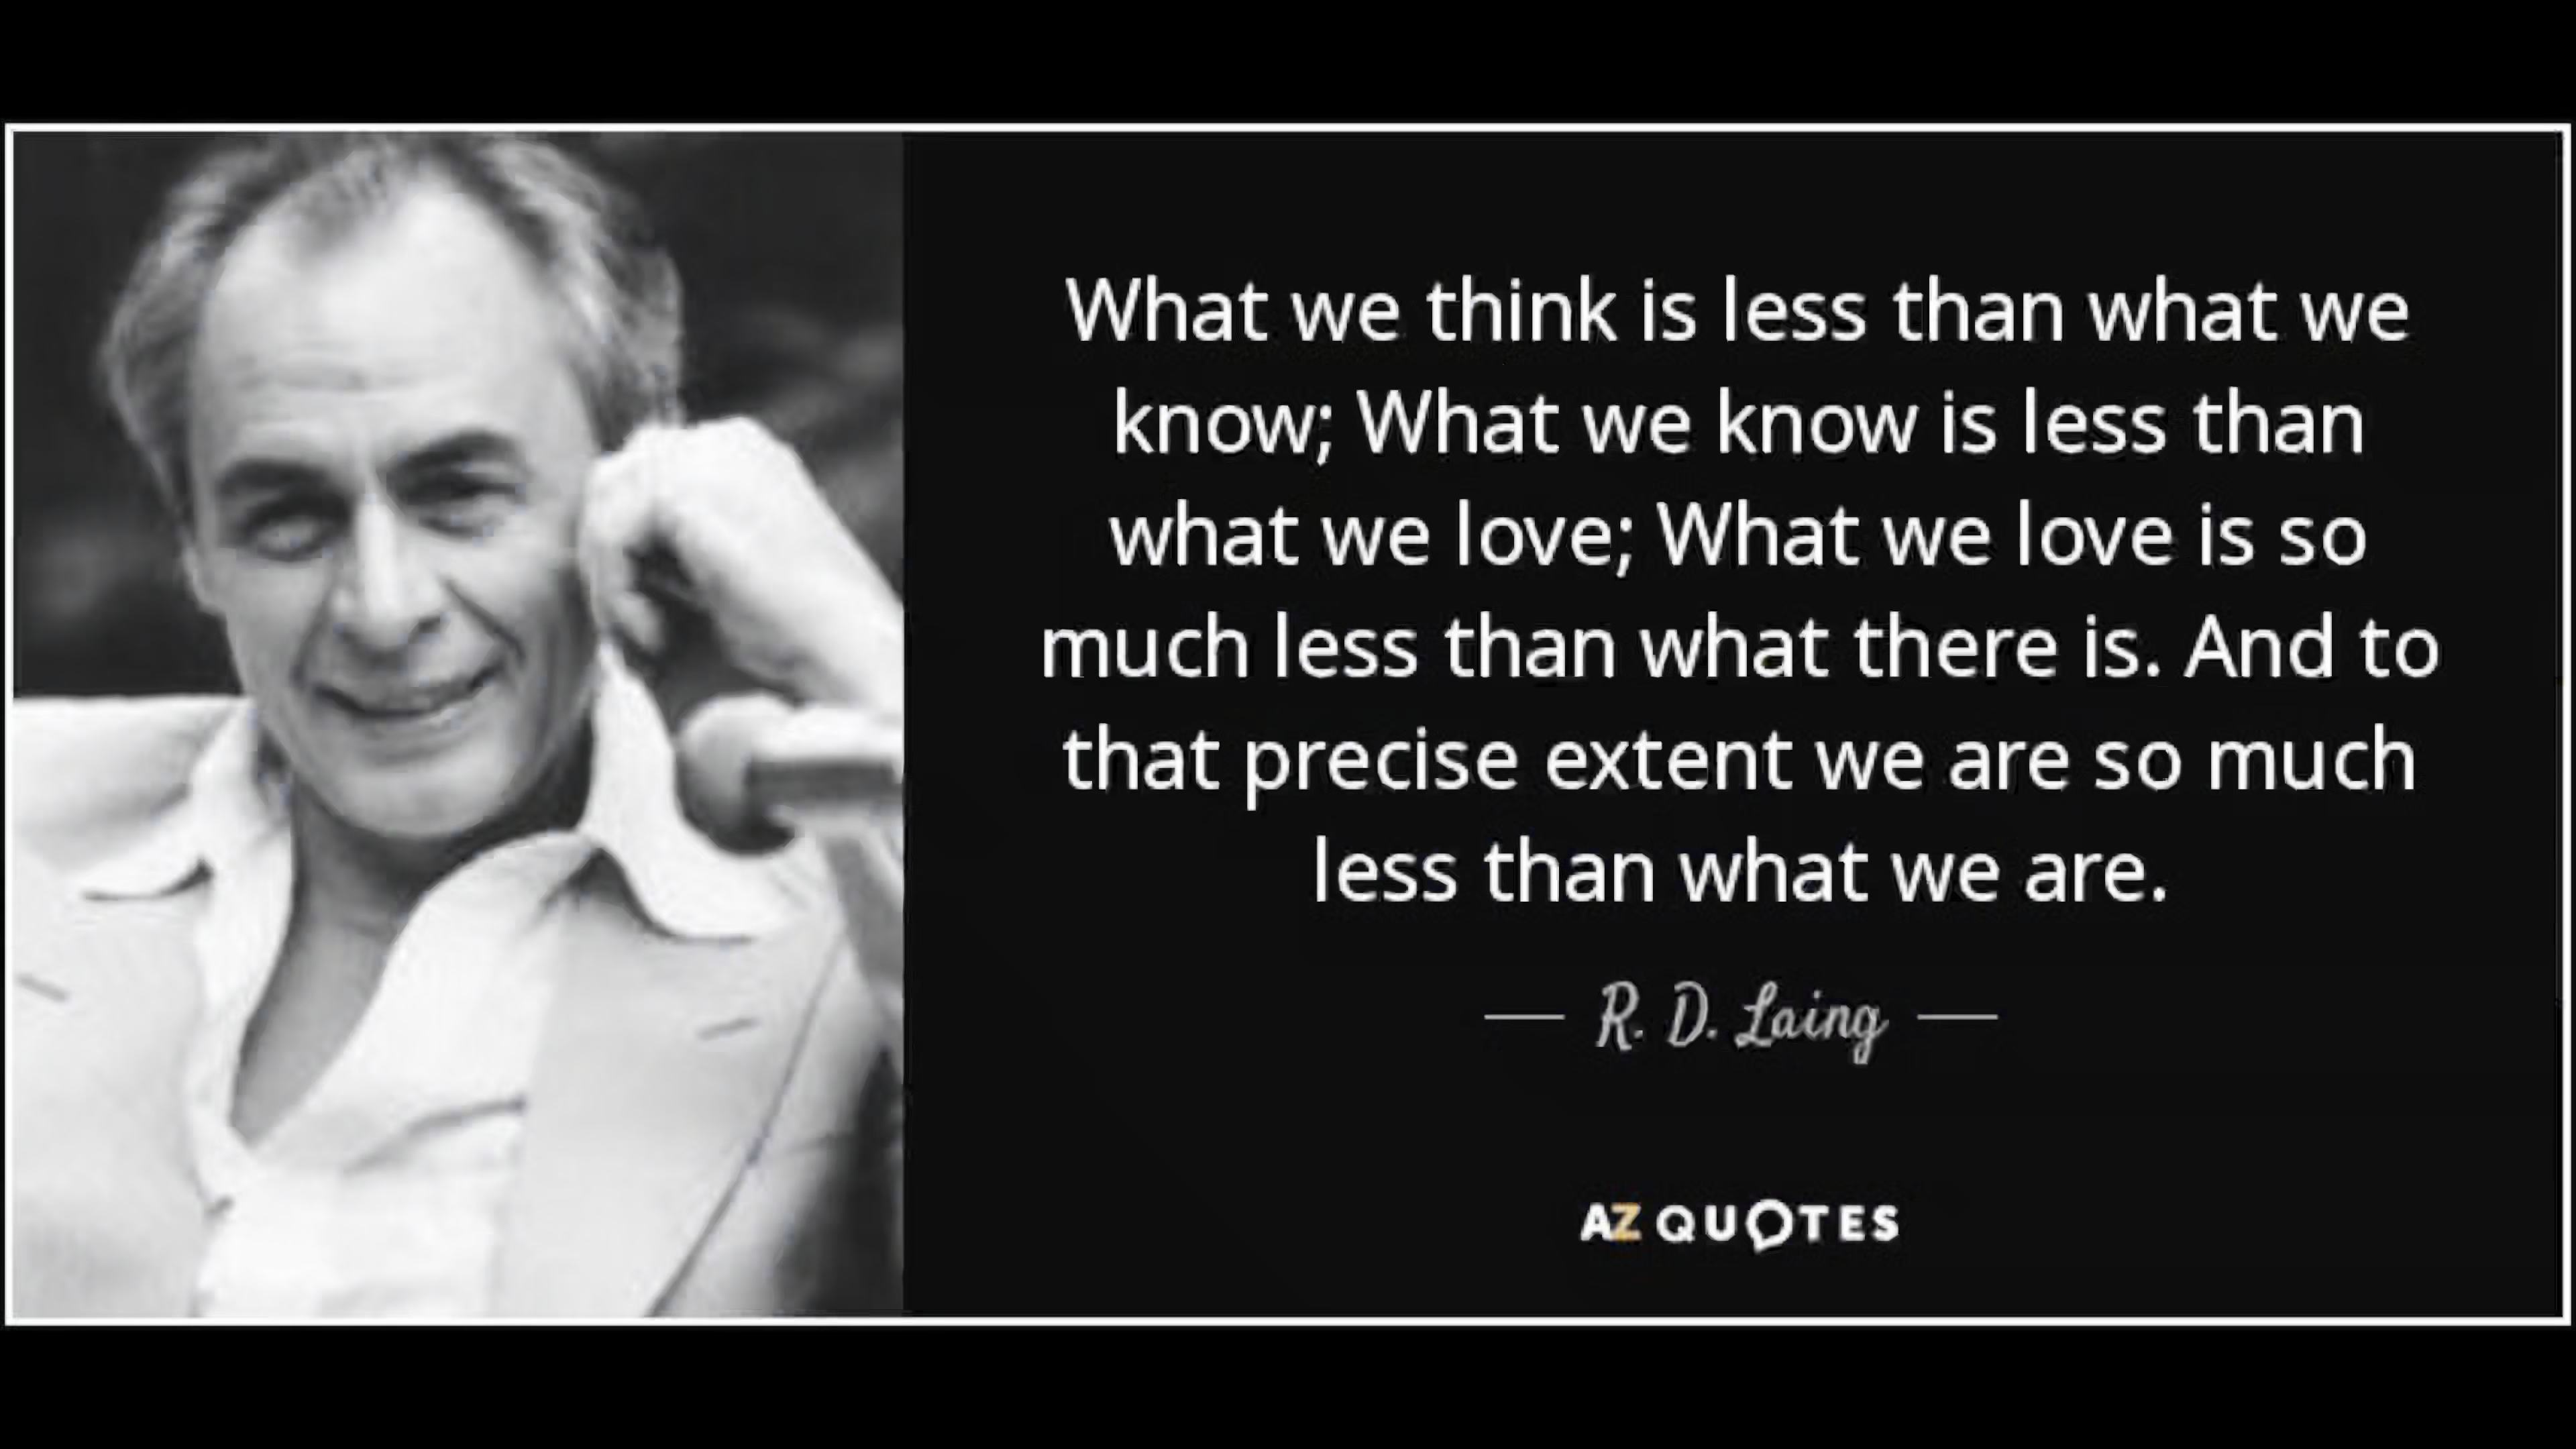 What we think is less than what we
know; What we know is less than
what we love; What we love is so
much less than what there is. And to
that precise extent we are so much
less than what we are.
— R. D. Laing —
AZ QUOTES